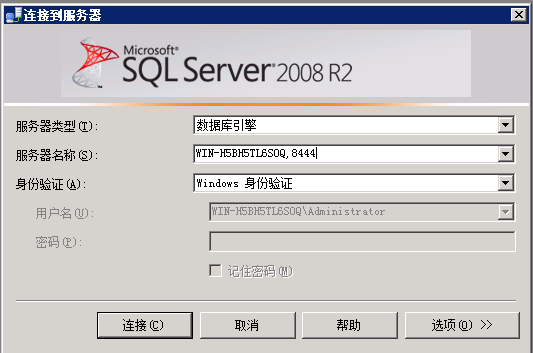 连接到服务器
Microsoft®
SQL Server® 2008 R2
服务器类型(T): 数据库引擎
服务器名称(S): WIN-H5BH5TL6SOQ,8444
身份验证(A): Windows 身份验证
用户名(U): WIN-H5BH5TL6SOQ\Administrator
密码(P):
记住密码(M)
连接(C) 取消 帮助 选项(O) >>